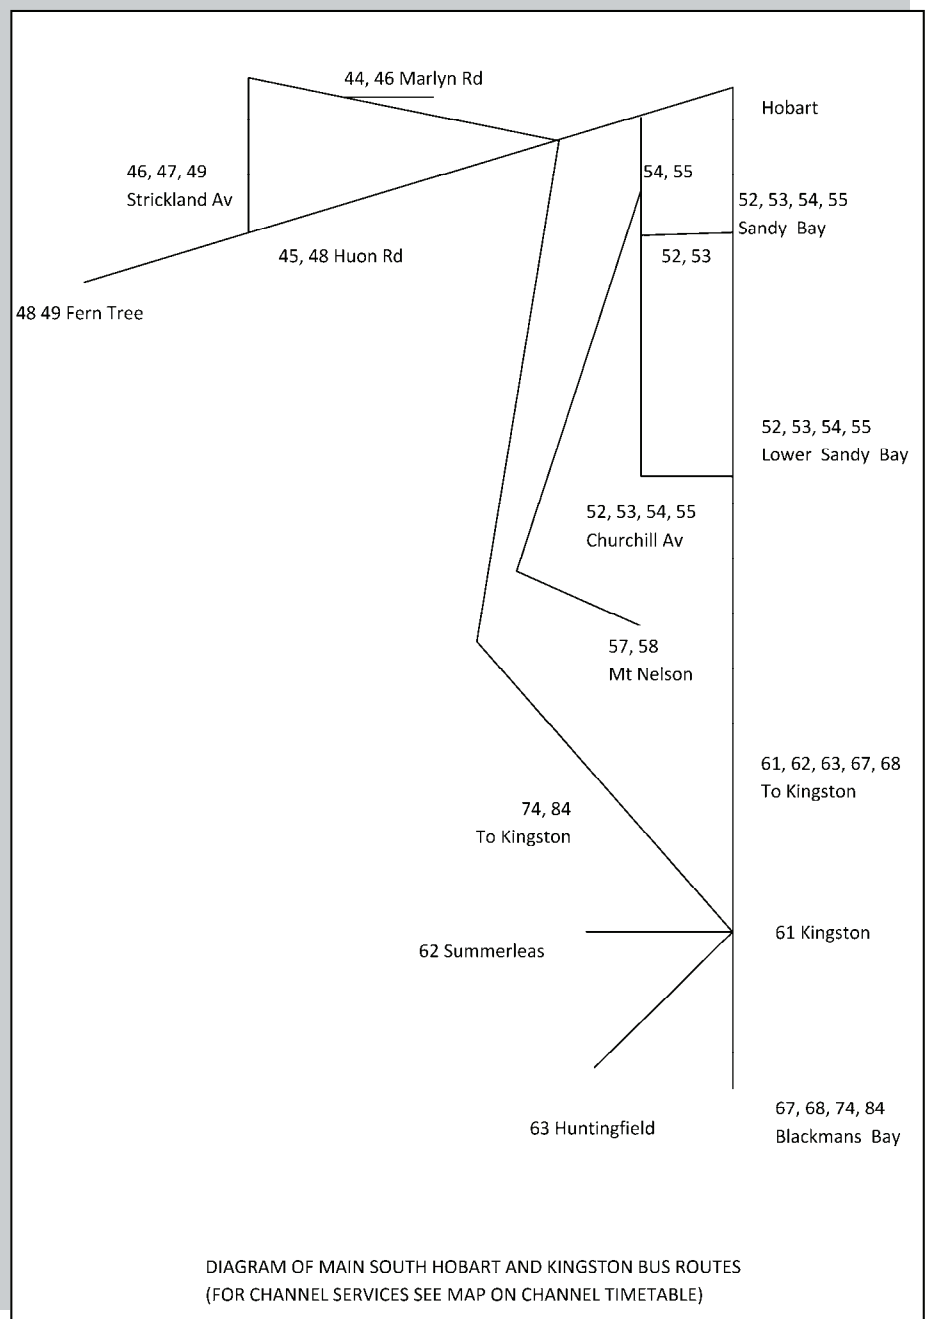 44, 46 Marlyn Rd
Hobart
46, 47, 49
Strickland Av
54, 55
52, 53, 54, 55
Sandy Bay
45, 48 Huon Rd
52, 53
48 49 Fern Tree
52, 53, 54, 55
Lower Sandy Bay
52, 53, 54, 55
Churchill Av
57, 58
Mt Nelson
61, 62, 63, 67, 68
To Kingston
74, 84
To Kingston
61 Kingston
62 Summerleas
67, 68, 74, 84
Blackmans Bay
63 Huntingfield
DIAGRAM OF MAIN SOUTH HOBART AND KINGSTON BUS ROUTES
(FOR CHANNEL SERVICES SEE MAP ON CHANNEL TIMETABLE)